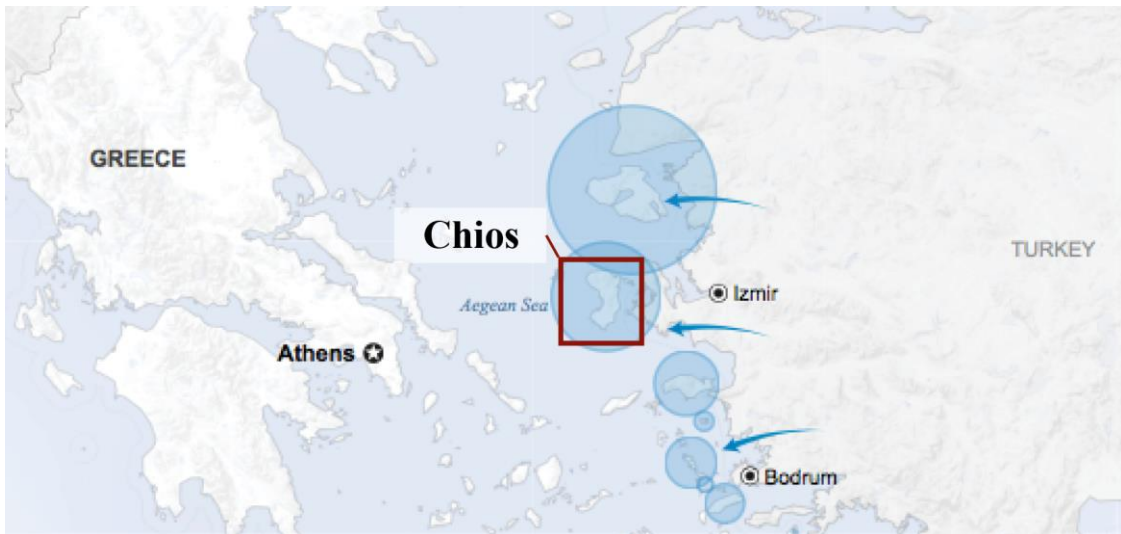 GREECE
Chios
TURKEY
Aegean Sea
Izmir
Athens
Bodrum